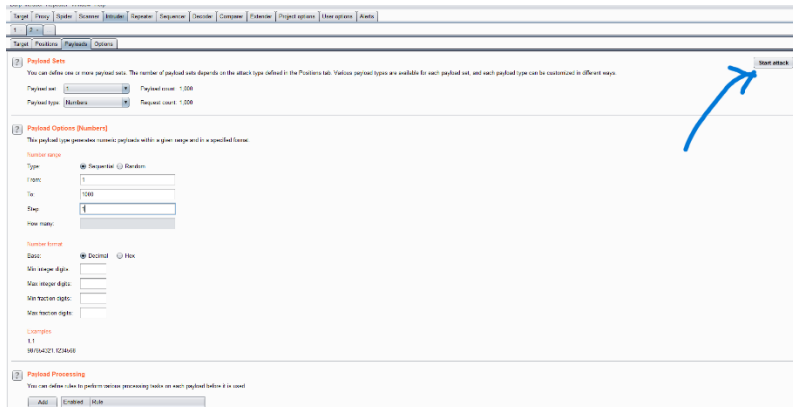 Target Proxy Spider Scanner Intruder Repeater Sequencer Decoder Comparer Extender Project options User options Alerts
1 2 ...
Target Positions Payloads Options
? Payload Sets
Start attack
You can define one or more payload sets. The number of payload sets depends on the attack type defined in the Positions tab. Various payload types are available for each payload set, and each payload type can be customized in different ways.
Payload set: 1 Payload count: 1,000
Payload type: Numbers Request count: 1,000
? Payload Options [Numbers]
This payload type generates numeric payloads within a given range and in a specified format.
Number range
Type: Sequential Random
From: 1
To: 1000
Step: 1
How many:
Number format
Base: Decimal Hex
Min integer digits:
Max integer digits:
Min fraction digits:
Max fraction digits:
Examples
1.1
987654321.1234568
? Payload Processing
You can define rules to perform various processing tasks on each payload before it is used.
Add Enabled Rule